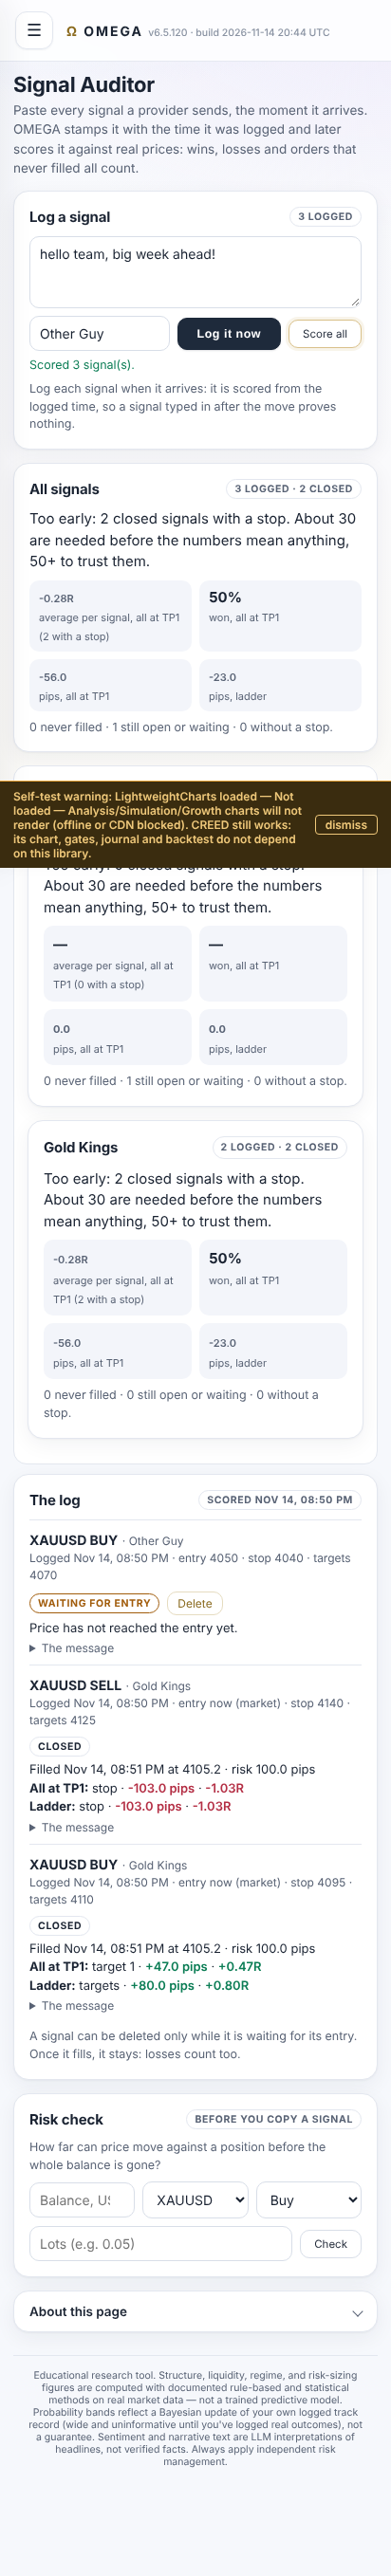 ☰ Ω OMEGA v6.5.120 · build 2026-11-14 20:44 UTC
Signal Auditor
Paste every signal a provider sends, the moment it arrives.
OMEGA stamps it with the time it was logged and later
scores it against real prices: wins, losses and orders that
never filled all count.
Log a signal 3 LOGGED
hello team, big week ahead!
Other Guy Log it now Score all
Scored 3 signal(s).
Log each signal when it arrives: it is scored from the
logged time, so a signal typed in after the move proves
nothing.
All signals 3 LOGGED · 2 CLOSED
Too early: 2 closed signals with a stop. About 30
are needed before the numbers mean anything,
50+ to trust them.
-0.28R
average per signal, all at TP1
(2 with a stop)
50%
won, all at TP1
-56.0
pips, all at TP1
-23.0
pips, ladder
0 never filled · 1 still open or waiting · 0 without a stop.
Self-test warning: LightweightCharts loaded — Not
loaded — Analysis/Simulation/Growth charts will not
render (offline or CDN blocked). CREED still works:
its chart, gates, journal and backtest do not depend
on this library.
dismiss
About 30 are needed before the numbers
mean anything, 50+ to trust them.
—
average per signal, all at
TP1 (0 with a stop)
—
won, all at TP1
0.0
pips, all at TP1
0.0
pips, ladder
0 never filled · 1 still open or waiting · 0 without a stop.
Gold Kings 2 LOGGED · 2 CLOSED
Too early: 2 closed signals with a stop.
About 30 are needed before the numbers
mean anything, 50+ to trust them.
-0.28R
average per signal, all at
TP1 (2 with a stop)
50%
won, all at TP1
-56.0
pips, all at TP1
-23.0
pips, ladder
0 never filled · 0 still open or waiting · 0 without a
stop.
The log SCORED NOV 14, 08:50 PM
XAUUSD BUY · Other Guy
Logged Nov 14, 08:50 PM · entry 4050 · stop 4040 · targets
4070
WAITING FOR ENTRY Delete
Price has not reached the entry yet.
▶ The message
XAUUSD SELL · Gold Kings
Logged Nov 14, 08:50 PM · entry now (market) · stop 4140 ·
targets 4125
CLOSED
Filled Nov 14, 08:51 PM at 4105.2 · risk 100.0 pips
All at TP1: stop · -103.0 pips · -1.03R
Ladder: stop · -103.0 pips · -1.03R
▶ The message
XAUUSD BUY · Gold Kings
Logged Nov 14, 08:50 PM · entry now (market) · stop 4095 ·
targets 4110
CLOSED
Filled Nov 14, 08:51 PM at 4105.2 · risk 100.0 pips
All at TP1: target 1 · +47.0 pips · +0.47R
Ladder: targets · +80.0 pips · +0.80R
▶ The message
A signal can be deleted only while it is waiting for its entry.
Once it fills, it stays: losses count too.
Risk check BEFORE YOU COPY A SIGNAL
How far can price move against a position before the
whole balance is gone?
Balance, US XAUUSD Buy
Lots (e.g. 0.05) Check
About this page
Educational research tool. Structure, liquidity, regime, and risk-sizing
figures are computed with documented rule-based and statistical
methods on real market data — not a trained predictive model.
Probability bands reflect a Bayesian update of your own logged track
record (wide and uninformative until you've logged real outcomes), not
a guarantee. Sentiment and narrative text are LLM interpretations of
headlines, not verified facts. Always apply independent risk
management.